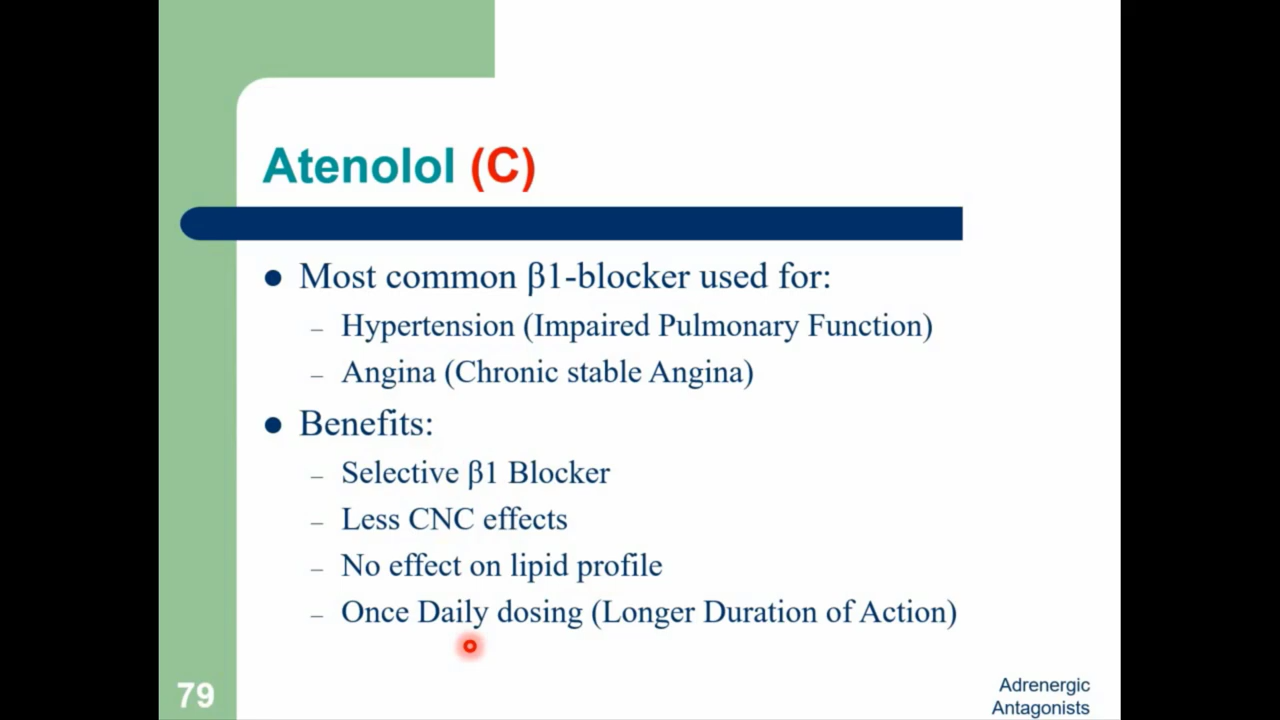 Atenolol (C)
● Most common β1-blocker used for:
– Hypertension (Impaired Pulmonary Function)
– Angina (Chronic stable Angina)
● Benefits:
– Selective β1 Blocker
– Less CNC effects
– No effect on lipid profile
– Once Daily dosing (Longer Duration of Action)
79
Adrenergic
Antagonists